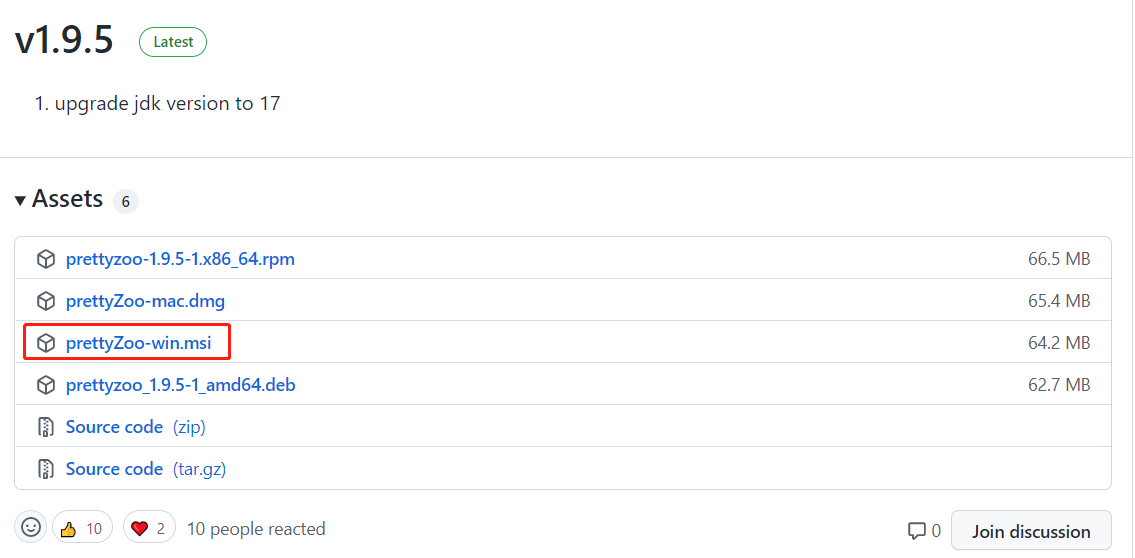 v1.9.5 Latest
1. upgrade jdk version to 17
Assets 6
prettyzoo-1.9.5-1.x86_64.rpm 66.5 MB
prettyZoo-mac.dmg 65.4 MB
prettyZoo-win.msi 64.2 MB
prettyzoo_1.9.5-1_amd64.deb 62.7 MB
Source code (zip)
Source code (tar.gz)
10 2 10 people reacted 0 Join discussion